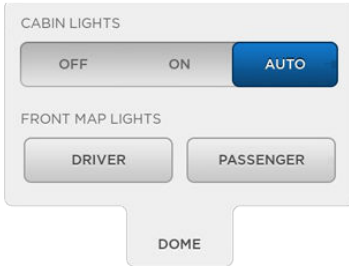 CABIN LIGHTS
OFF ON AUTO
FRONT MAP LIGHTS
DRIVER PASSENGER
DOME